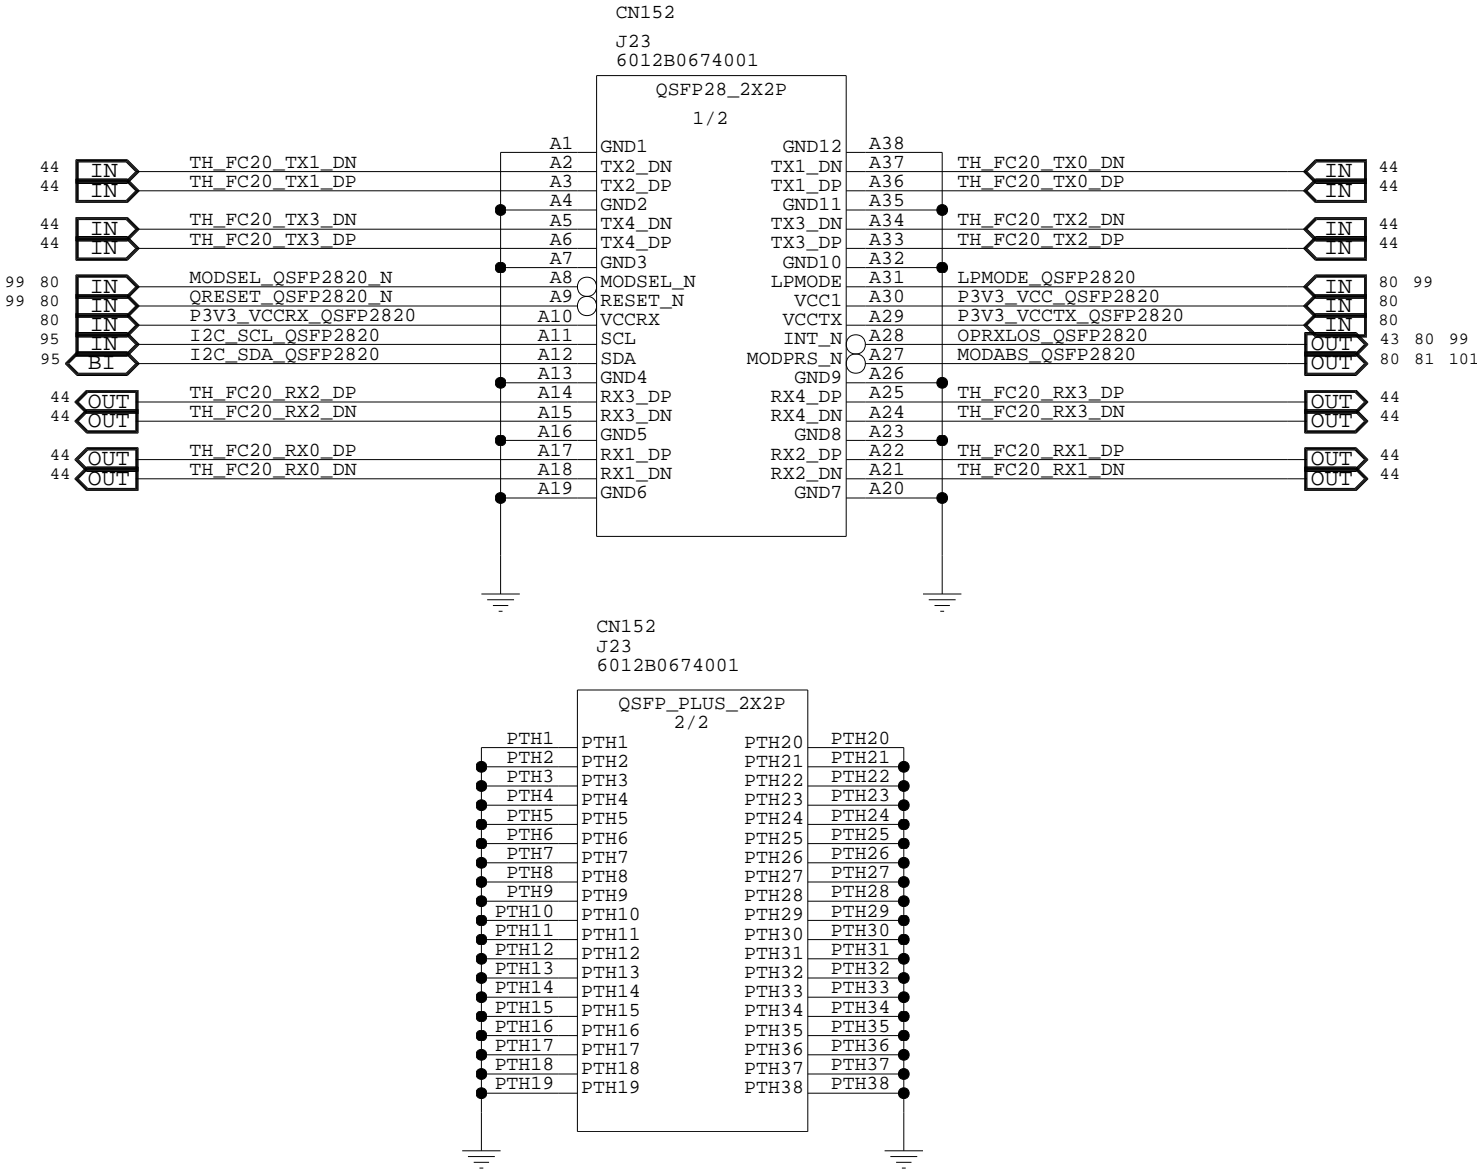 CN152
J23
6012B0674001
QSFP28_2X2P
1/2
A1 GND1 GND12 A38
44 IN TH_FC20_TX1_DN A2 TX2_DN TX1_DN A37 TH_FC20_TX0_DN IN 44
44 IN TH_FC20_TX1_DP A3 TX2_DP TX1_DP A36 TH_FC20_TX0_DP IN 44
A4 GND2 GND11 A35
44 IN TH_FC20_TX3_DN A5 TX4_DN TX3_DN A34 TH_FC20_TX2_DN IN 44
44 IN TH_FC20_TX3_DP A6 TX4_DP TX3_DP A33 TH_FC20_TX2_DP IN 44
A7 GND3 GND10 A32
99 80 IN MODSEL_QSFP2820_N A8 MODSEL_N LPMODE A31 LPMODE_QSFP2820 IN 80 99
99 80 IN QRESET_QSFP2820_N A9 RESET_N VCC1 A30 P3V3_VCC_QSFP2820 IN 80
80 IN P3V3_VCCRX_QSFP2820 A10 VCCRX VCCTX A29 P3V3_VCCTX_QSFP2820 IN 80
95 IN I2C_SCL_QSFP2820 A11 SCL INT_N A28 OPRXLOS_QSFP2820 OUT 43 80 99
95 BI I2C_SDA_QSFP2820 A12 SDA MODPRS_N A27 MODABS_QSFP2820 OUT 80 81 101
A13 GND4 GND9 A26
44 OUT TH_FC20_RX2_DP A14 RX3_DP RX4_DP A25 TH_FC20_RX3_DP OUT 44
44 OUT TH_FC20_RX2_DN A15 RX3_DN RX4_DN A24 TH_FC20_RX3_DN OUT 44
A16 GND5 GND8 A23
44 OUT TH_FC20_RX0_DP A17 RX1_DP RX2_DP A22 TH_FC20_RX1_DP OUT 44
44 OUT TH_FC20_RX0_DN A18 RX1_DN RX2_DN A21 TH_FC20_RX1_DN OUT 44
A19 GND6 GND7 A20
CN152
J23
6012B0674001
QSFP_PLUS_2X2P
2/2
PTH1 PTH1 PTH20 PTH20
PTH2 PTH2 PTH21 PTH21
PTH3 PTH3 PTH22 PTH22
PTH4 PTH4 PTH23 PTH23
PTH5 PTH5 PTH24 PTH24
PTH6 PTH6 PTH25 PTH25
PTH7 PTH7 PTH26 PTH26
PTH8 PTH8 PTH27 PTH27
PTH9 PTH9 PTH28 PTH28
PTH10 PTH10 PTH29 PTH29
PTH11 PTH11 PTH30 PTH30
PTH12 PTH12 PTH31 PTH31
PTH13 PTH13 PTH32 PTH32
PTH14 PTH14 PTH33 PTH33
PTH15 PTH15 PTH34 PTH34
PTH16 PTH16 PTH35 PTH35
PTH17 PTH17 PTH36 PTH36
PTH18 PTH18 PTH37 PTH37
PTH19 PTH19 PTH38 PTH38